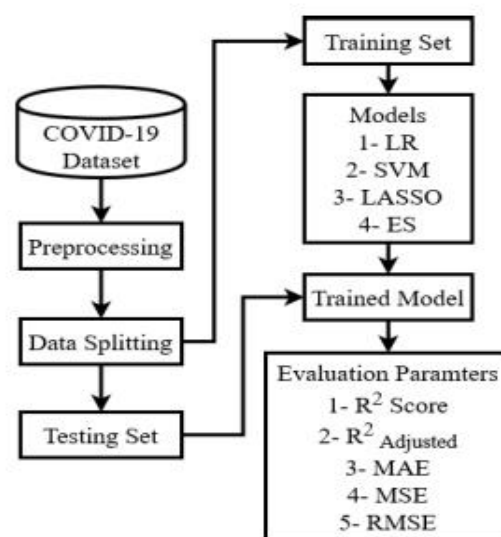 COVID-19
Dataset
Preprocessing
Data Splitting
Testing Set
Training Set
Models
1- LR
2- SVM
3- LASSO
4- ES
Trained Model
Evaluation Paramters
1- R² Score
2- R² Adjusted
3- MAE
4- MSE
5- RMSE